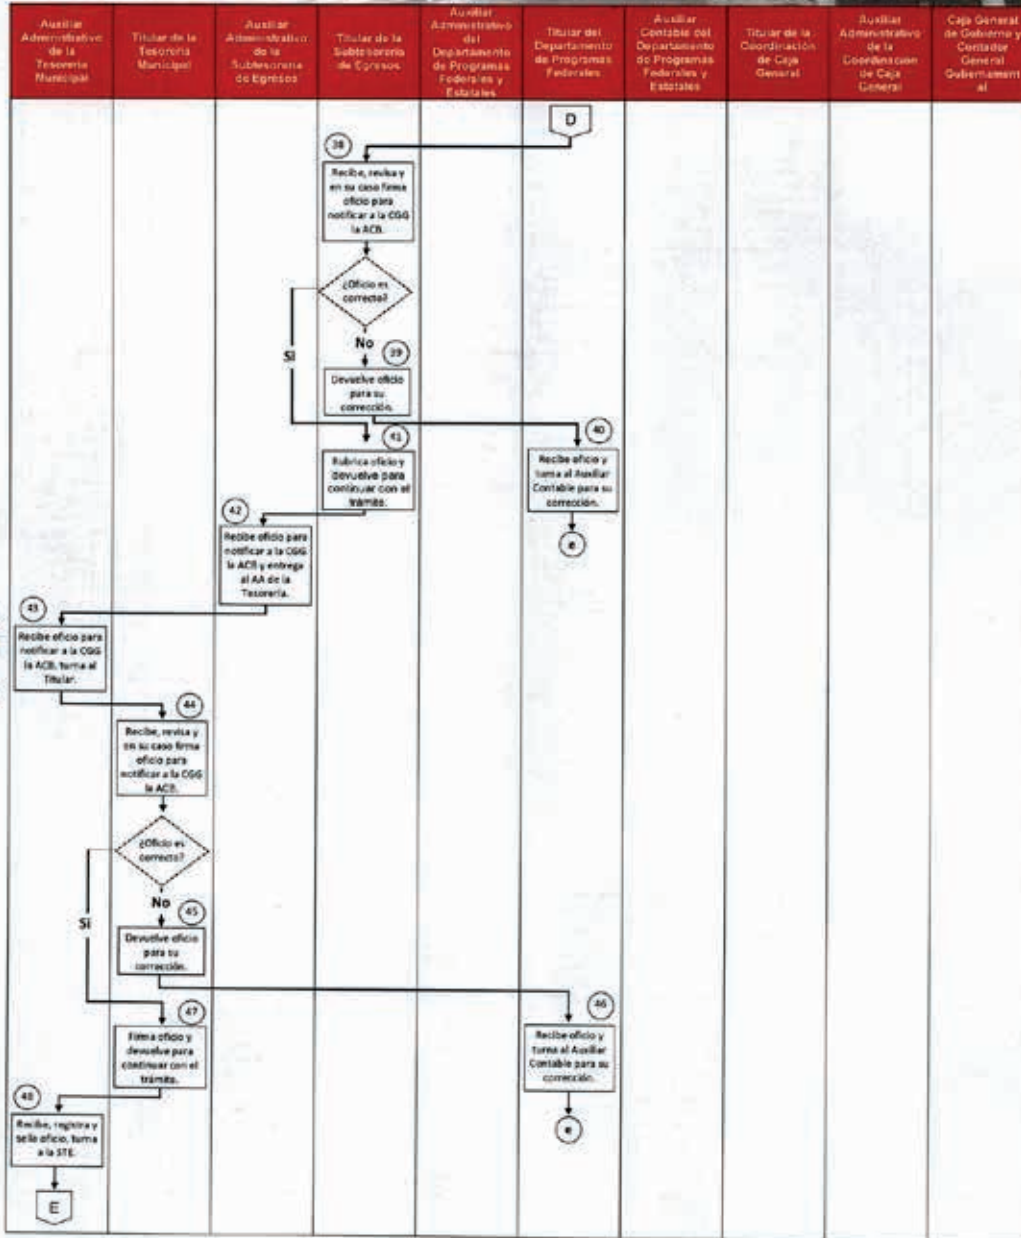 Auxiliar
Administrativo
de la
Tesorería
Municipal
Titular de la
Tesorería
Municipal
Auxiliar
Administrativo
de la
Subtesorería
de Egresos
Titular de la
Subtesorería
de Egresos
Auxiliar
Administrativo
del
Departamento
de Programas
Federales y
Estatales
Titular del
Departamento
de Programas
Federales
Auxiliar
Contable del
Departamento
de Programas
Federales y
Estatales
Titular de la
Coordinación
de Caja
General
Auxiliar
Administrativo
de la
Coordinacion
de Caja
General
Caja General
de Gobierno y
Contador
General
Gubernament
al
D
38
Recibe, revisa y
en su caso firma
oficio para
notificar a la CGG
la ACB.
¿Oficio es
correcto?
Si
No
39
Devuelve oficio
para su
corrección.
40
Recibe oficio y
turna al Auxiliar
Contable para su
corrección.
e
41
Rubrica oficio y
devuelve para
continuar con el
trámite.
42
Recibe oficio para
notificar a la CGG
la ACB y entrega
al AA de la
Tesorería.
43
Recibe oficio para
notificar a la CGG
la ACB, turna al
Titular.
44
Recibe, revisa y
en su caso firma
oficio para
notificar a la CGG
la ACB.
¿Oficio es
correcto?
Si
No
45
Devuelve oficio
para su
corrección.
46
Recibe oficio y
turna al Auxiliar
Contable para su
corrección.
e
47
Firma oficio y
devuelve para
continuar con el
trámite.
48
Recibe, registra y
sella oficio, turna
a la STE.
E